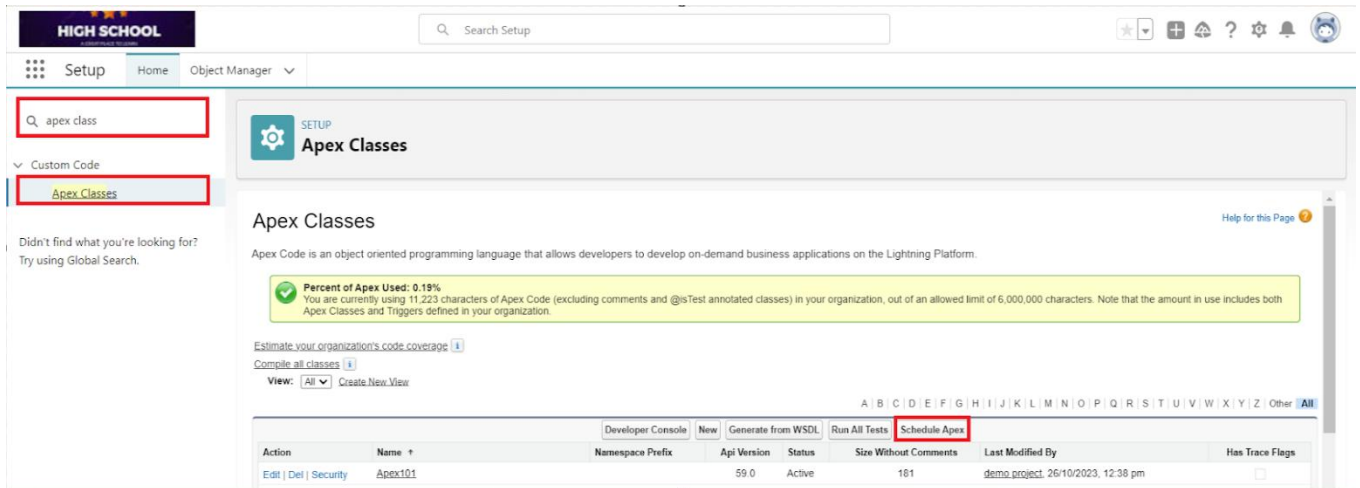 HIGH SCHOOL
A GREAT PLACE TO LEARN
Search Setup
Setup
Home
Object Manager
apex class
Custom Code
Apex Classes
Didn't find what you're looking for?
Try using Global Search.
SETUP
Apex Classes
Apex Classes
Help for this Page
Apex Code is an object oriented programming language that allows developers to develop on-demand business applications on the Lightning Platform.
Percent of Apex Used: 0.19%
You are currently using 11,223 characters of Apex Code (excluding comments and @isTest annotated classes) in your organization, out of an allowed limit of 6,000,000 characters. Note that the amount in use includes both
Apex Classes and Triggers defined in your organization.
Estimate your organization's code coverage i
Compile all classes i
View: All Create New View
A | B | C | D | E | F | G | H | I | J | K | L | M | N | O | P | Q | R | S | T | U | V | W | X | Y | Z | Other All
Developer Console New Generate from WSDL Run All Tests Schedule Apex
Action Name ↑ Namespace Prefix Api Version Status Size Without Comments Last Modified By Has Trace Flags
Edit | Del | Security Apex101 59.0 Active 181 demo project, 26/10/2023, 12:38 pm